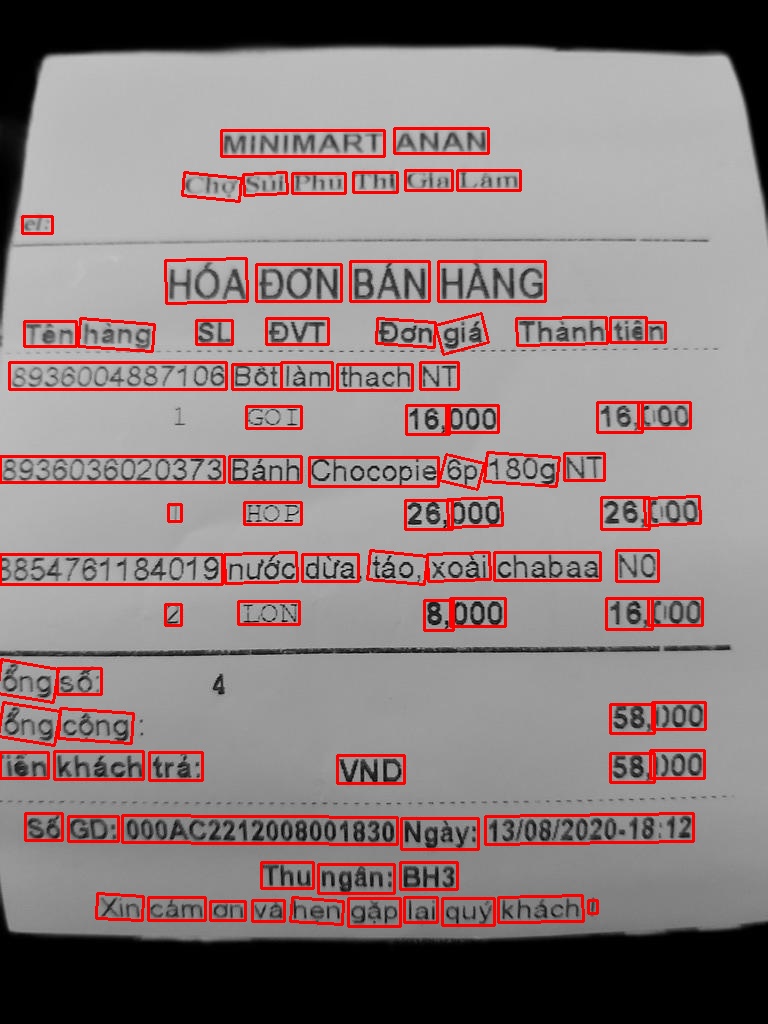 MINIMART ANAN
Chợ Sủi Phú Thị Gia Lâm
el:
HÓA ĐƠN BÁN HÀNG
Tên hàng SL ĐVT Đơn giá Thành tiền
8936004887106 Bột làm thạch NT
1 GOI 16,000 16,000
8936036020373 Bánh Chocopie 6p 180g NT
1 HOP 26,000 26,000
8854761184019 nước dừa, táo, xoài chabaa NC
2 LON 8,000 16,000
ổng số: 4
ổng cộng : 58,000
Tiền khách trả: VND 58,000
Số GD: 000AC2212008001830 Ngày: 13/08/2020-18:12
Thu ngân: BH3
Xin cám ơn và hẹn gặp lại quý khách !